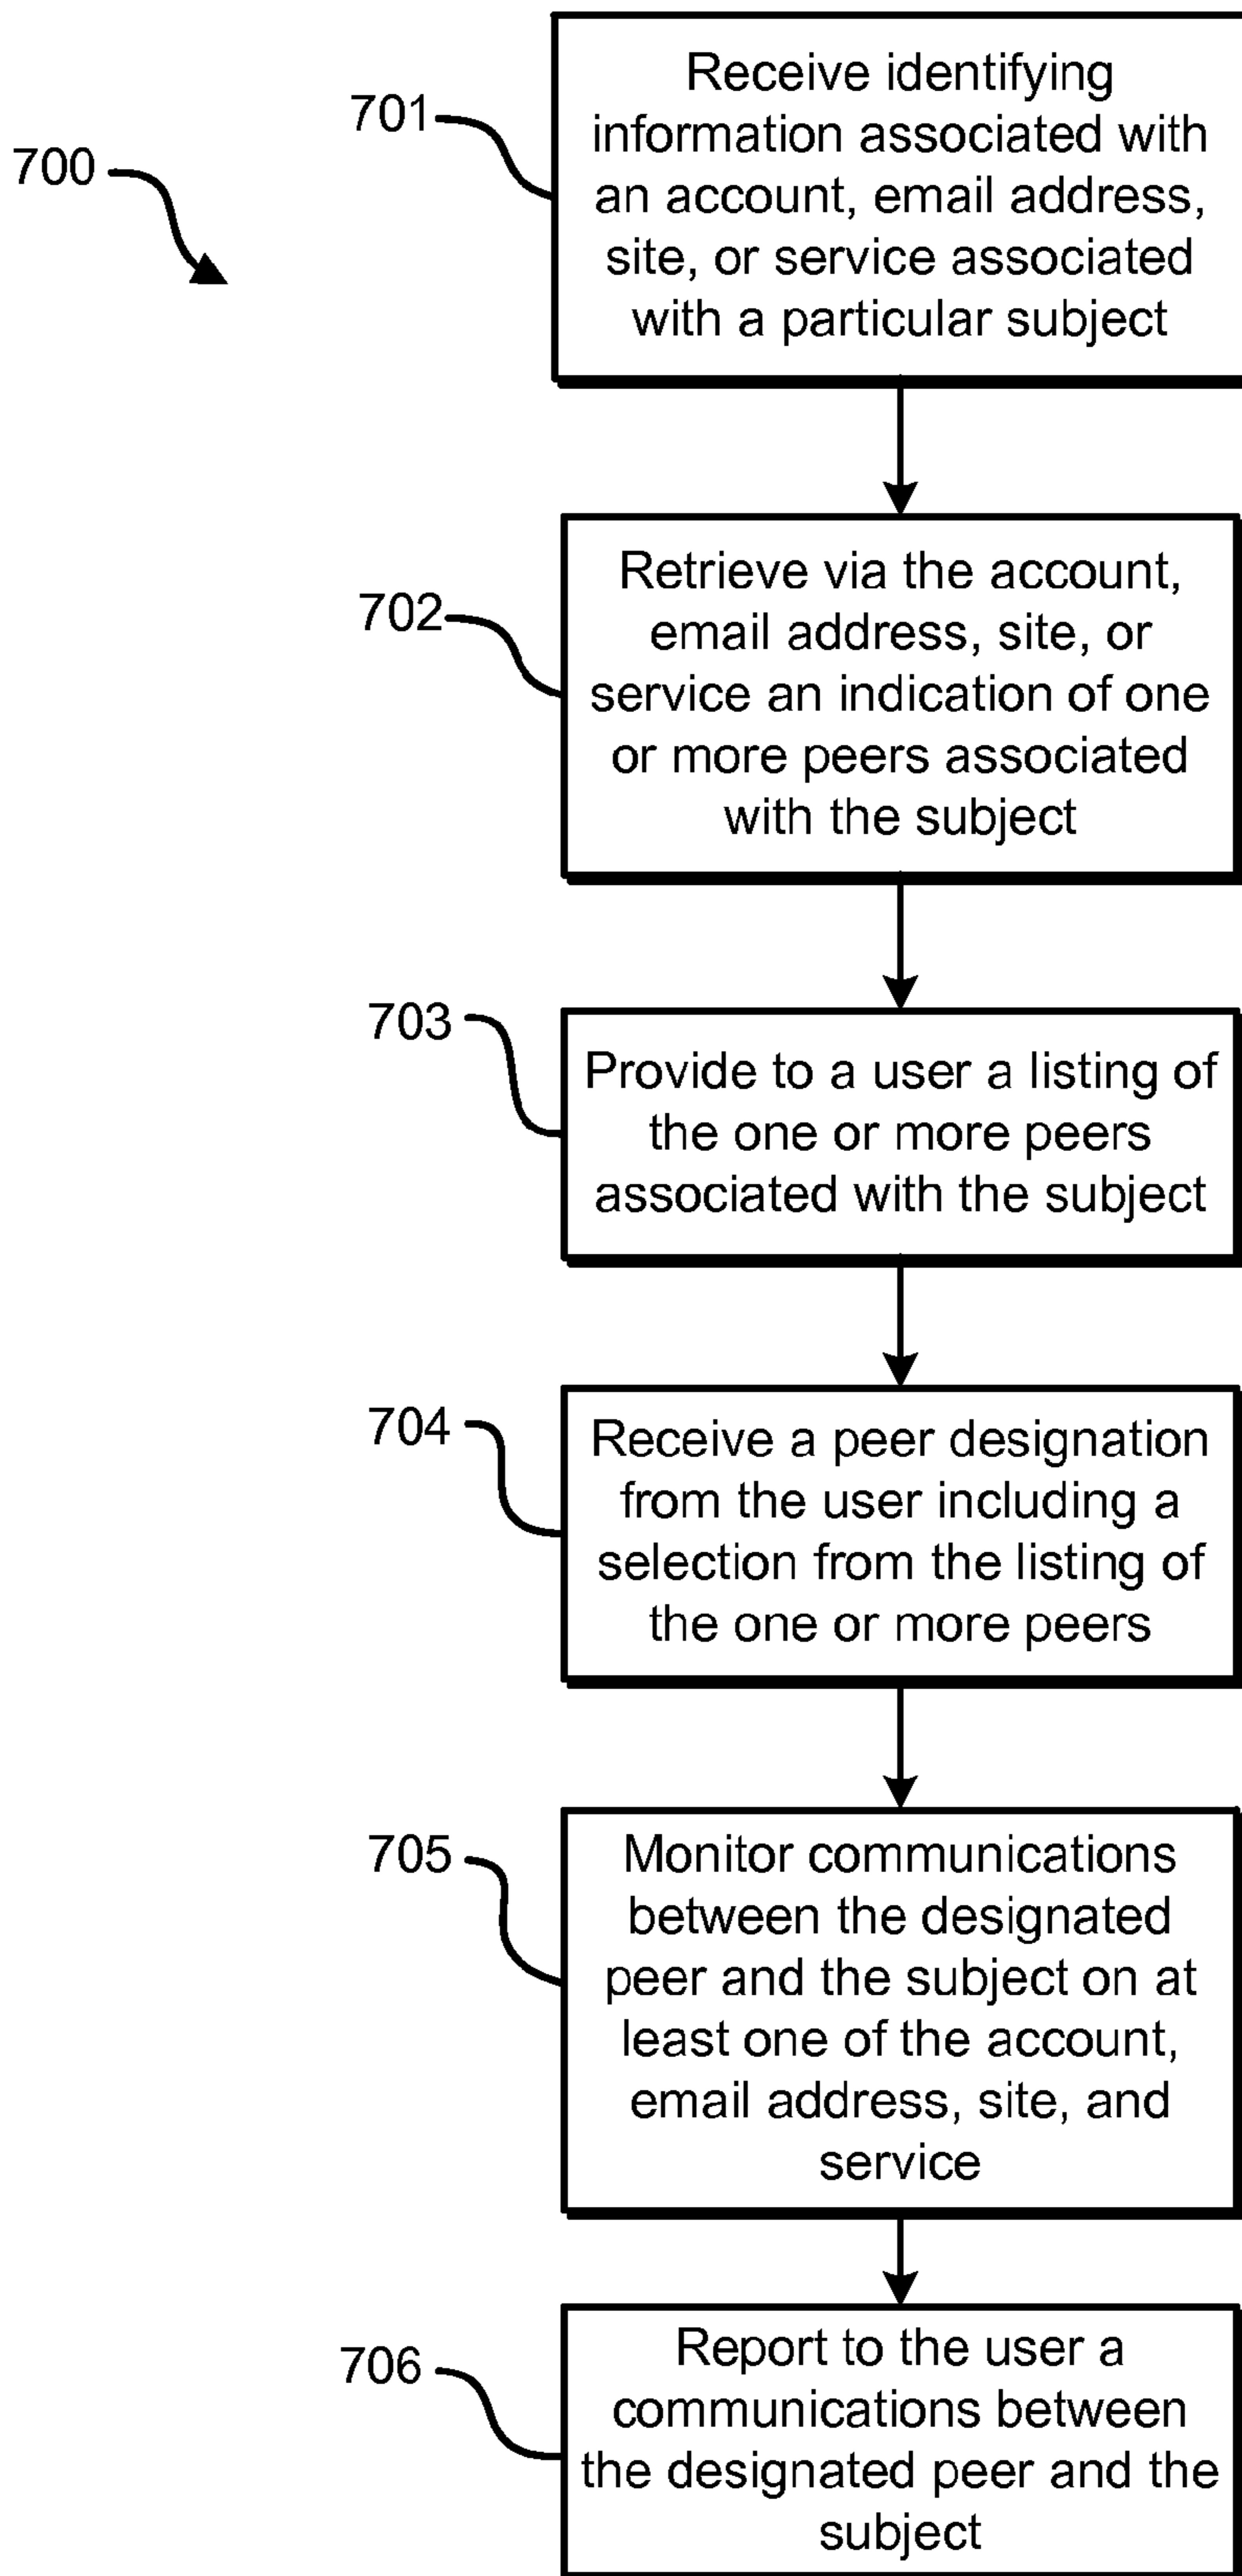 700
701
Receive identifying
information associated with
an account, email address,
site, or service associated
with a particular subject
702
Retrieve via the account,
email address, site, or
service an indication of one
or more peers associated
with the subject
703
Provide to a user a listing of
the one or more peers
associated with the subject
704
Receive a peer designation
from the user including a
selection from the listing of
the one or more peers
705
Monitor communications
between the designated
peer and the subject on at
least one of the account,
email address, site, and
service
706
Report to the user a
communications between
the designated peer and the
subject